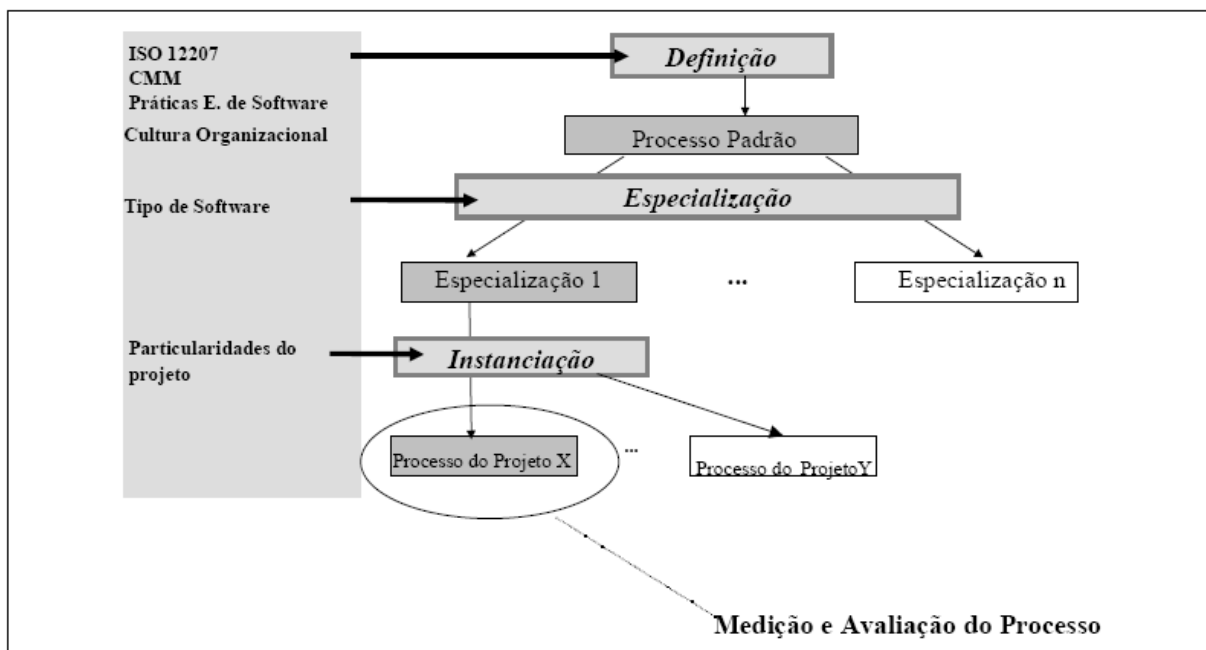 ISO 12207
CMM
Práticas E. de Software
Cultura Organizacional
Definição
Processo Padrão
Tipo de Software
Especialização
Especialização 1
...
Especialização n
Particularidades do
projeto
Instanciação
Processo do Projeto X
...
Processo do ProjetoY
Medição e Avaliação do Processo